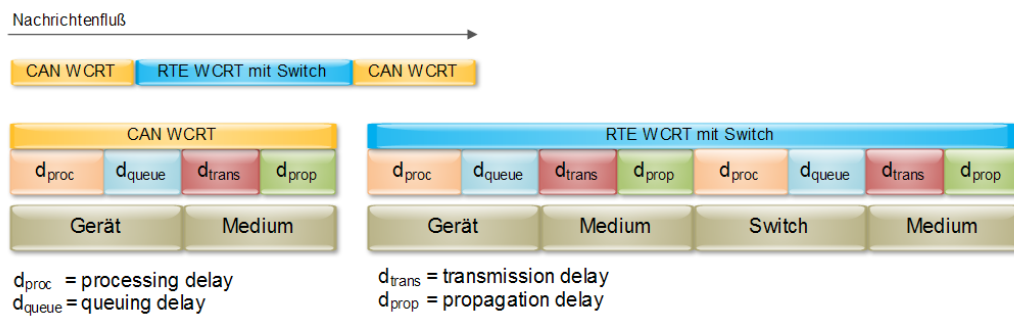 Nachrichtenfluß
CAN WCRT RTE WCRT mit Switch CAN WCRT
CAN WCRT RTE WCRT mit Switch
dproc dqueue dtrans dprop dproc dqueue dtrans dprop dproc dqueue dtrans dprop
Gerät Medium Gerät Medium Switch Medium
dproc = processing delay dtrans = transmission delay
dqueue = queuing delay dprop = propagation delay